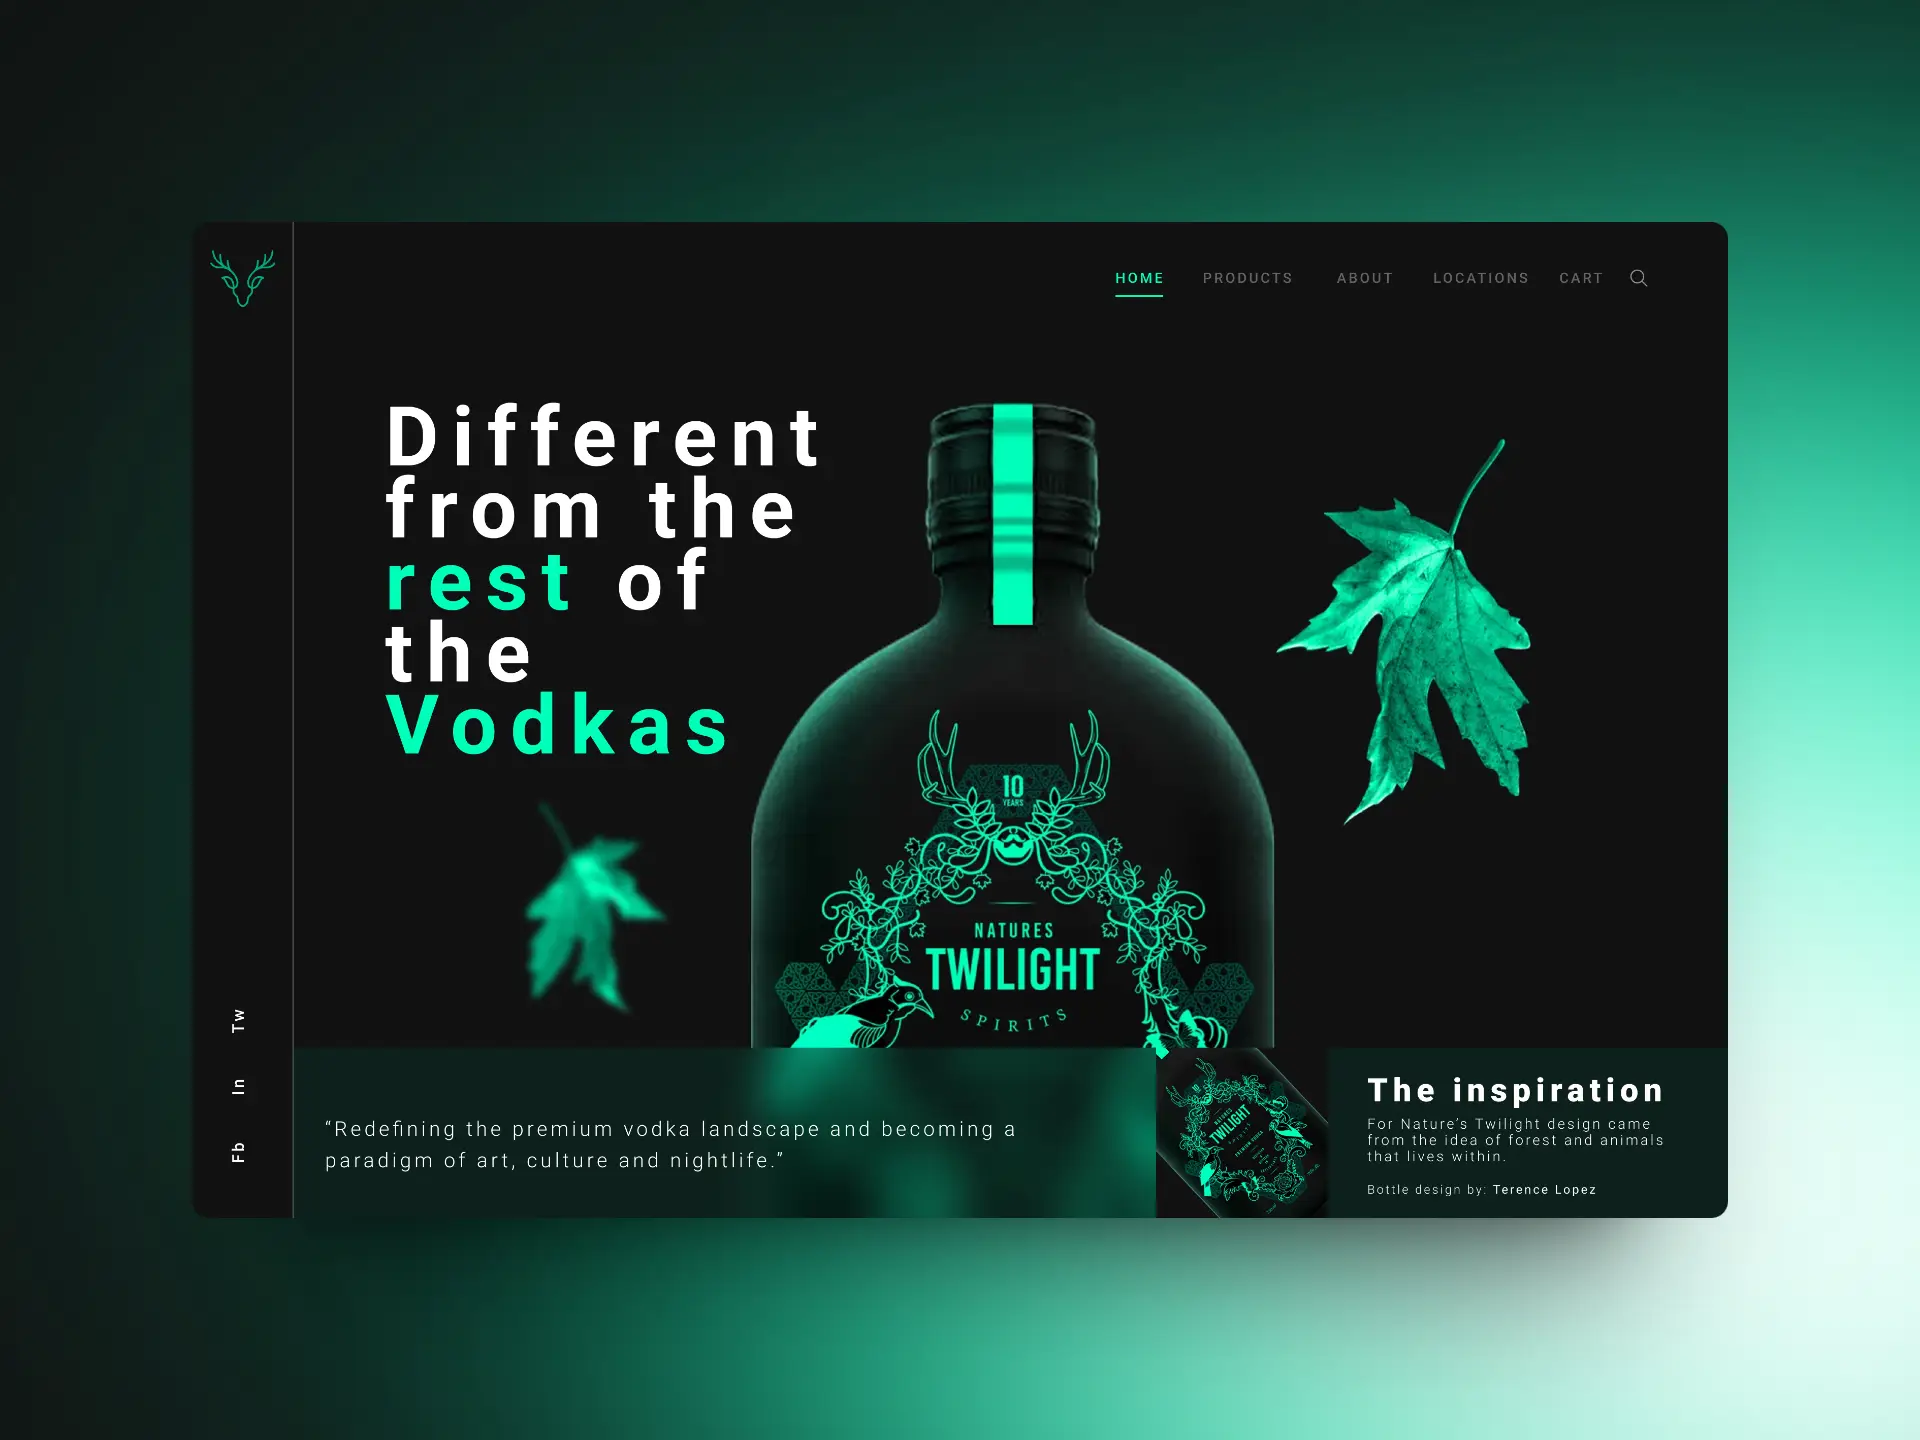 HOME PRODUCTS ABOUT LOCATIONS CART
Different
from the
rest of
the
Vodkas
10
YEARS
NATURES
TWILIGHT
SPIRITS
Tw
In
Fb
“Redefining the premium vodka landscape and becoming a
paradigm of art, culture and nightlife.”
TWILIGHT
The inspiration
For Nature’s Twilight design came
from the idea of forest and animals
that lives within.
Bottle design by: Terence Lopez